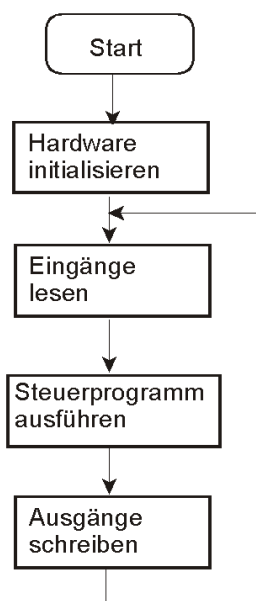 Start
Hardware
initialisieren
Eingänge
lesen
Steuerprogramm
ausführen
Ausgänge
schreiben